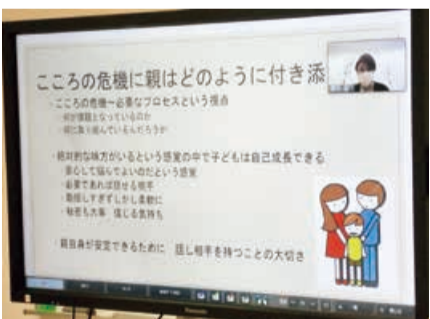 こころの危機に親はどのように付き添
・こころの危機～必要なプロセスという視点
・何が課題となっているのか
・何に取り組んでいるんだろうか
・絶対的な味方がいるという感覚の中で子どもは自己成長できる
・安心して悩んでよいのだという感覚
・必要であれば話せる相手
・勘ぐりすぎずしかし柔軟に
・秘密も大事 信じる気持ち
・親自身が安定できるために 話し相手を持つことの大切さ
Panasonic